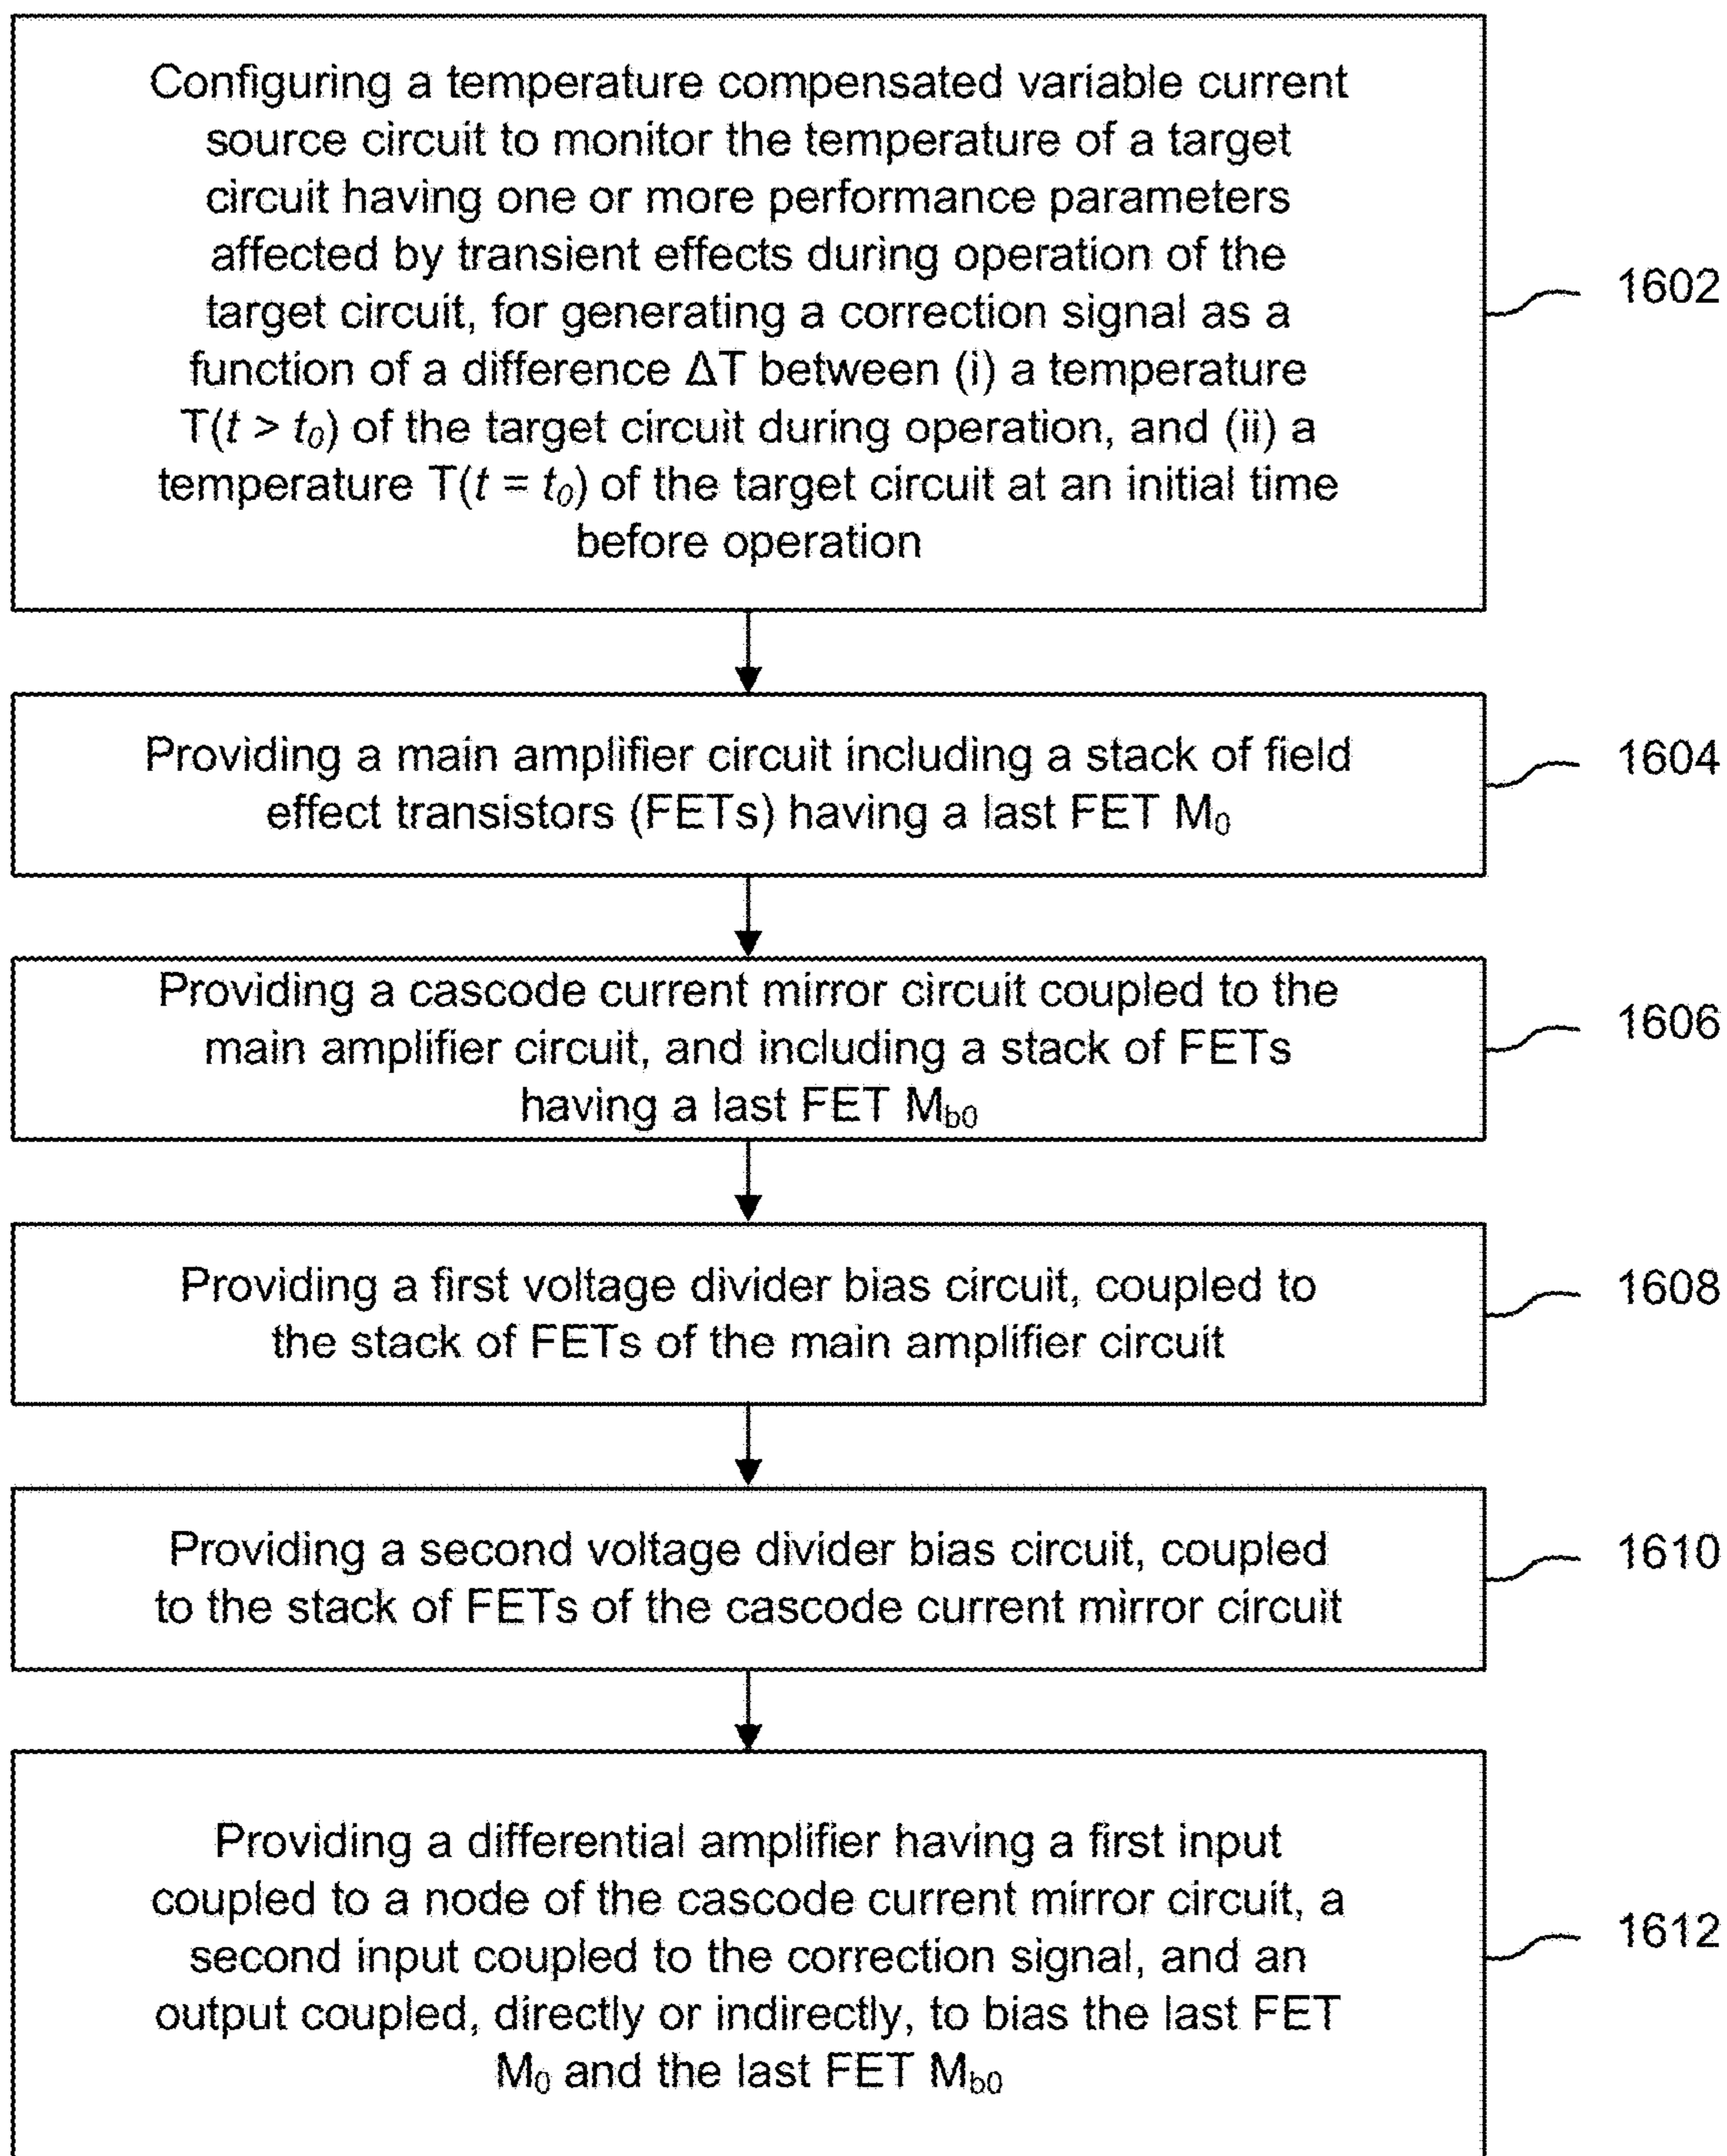 Configuring a temperature compensated variable current
source circuit to monitor the temperature of a target
circuit having one or more performance parameters
affected by transient effects during operation of the
target circuit, for generating a correction signal as a
function of a difference ΔT between (i) a temperature
T(t > t₀) of the target circuit during operation, and (ii) a
temperature T(t = t₀) of the target circuit at an initial time
before operation
1602
Providing a main amplifier circuit including a stack of field
effect transistors (FETs) having a last FET M₀
1604
Providing a cascode current mirror circuit coupled to the
main amplifier circuit, and including a stack of FETs
having a last FET M_b0
1606
Providing a first voltage divider bias circuit, coupled to
the stack of FETs of the main amplifier circuit
1608
Providing a second voltage divider bias circuit, coupled
to the stack of FETs of the cascode current mirror circuit
1610
Providing a differential amplifier having a first input
coupled to a node of the cascode current mirror circuit, a
second input coupled to the correction signal, and an
output coupled, directly or indirectly, to bias the last FET
M₀ and the last FET M_b0
1612